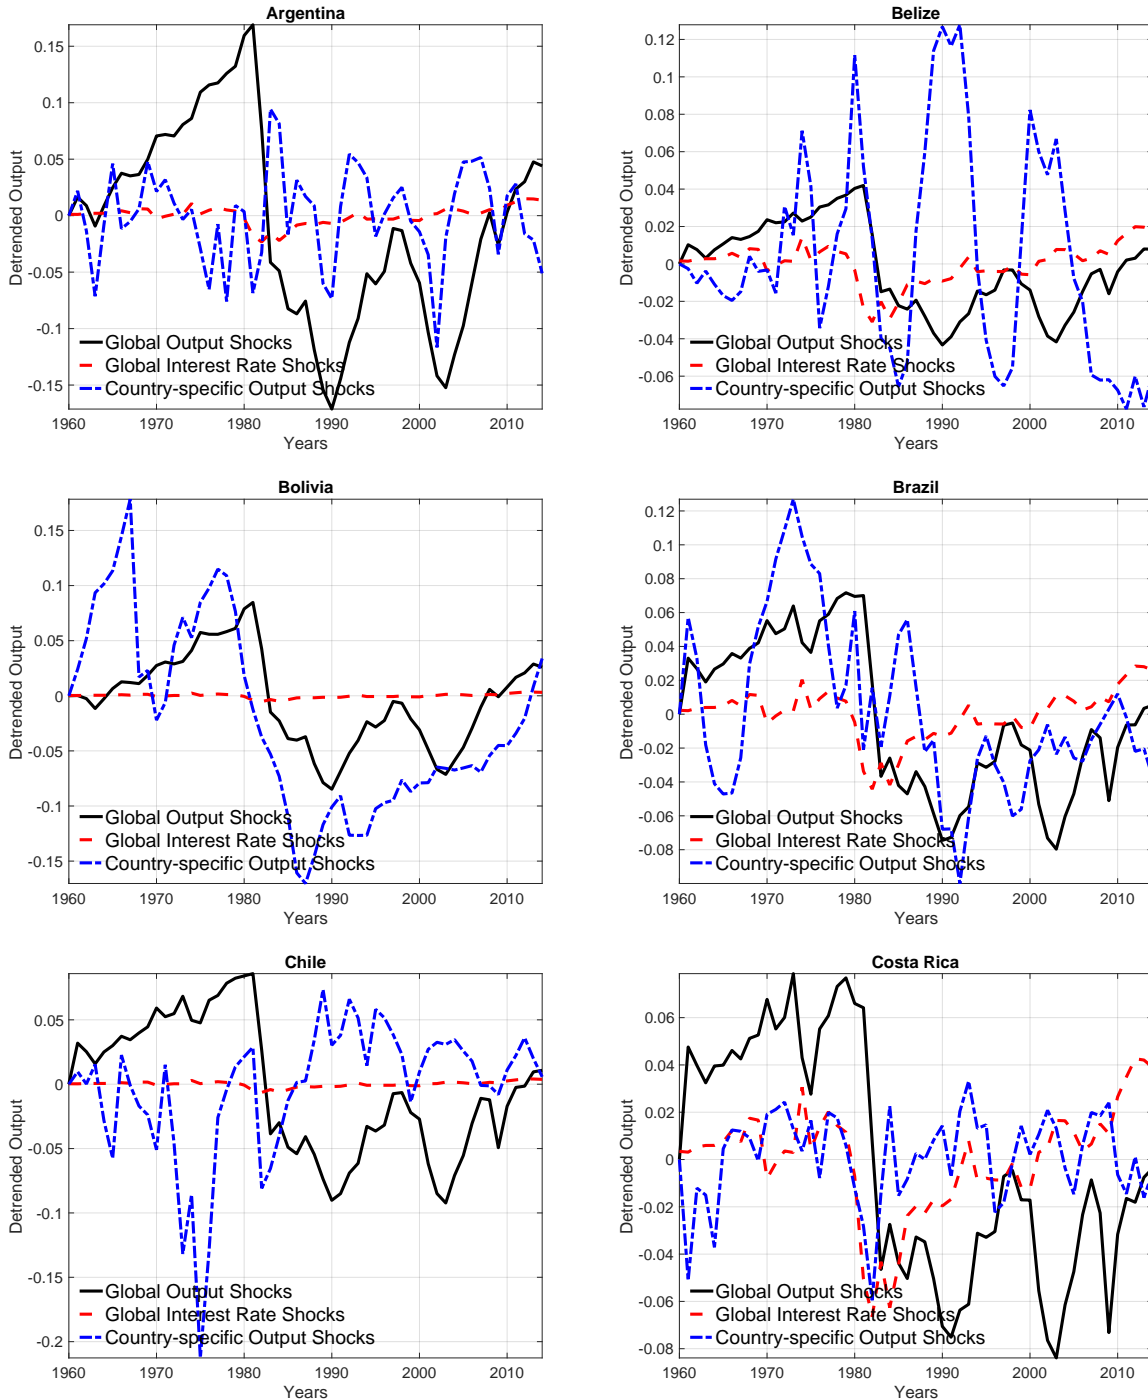 Argentina
0.15
0.1
0.05
0
-0.05
-0.1
-0.15
Detrended Output
Global Output Shocks
Global Interest Rate Shocks
Country-specific Output Shocks
1960 1970 1980 1990 2000 2010
Years
Belize
0.12
0.1
0.08
0.06
0.04
0.02
0
-0.02
-0.04
-0.06
Detrended Output
Global Output Shocks
Global Interest Rate Shocks
Country-specific Output Shocks
1960 1970 1980 1990 2000 2010
Years
Bolivia
0.15
0.1
0.05
0
-0.05
-0.1
-0.15
Detrended Output
Global Output Shocks
Global Interest Rate Shocks
Country-specific Output Shocks
1960 1970 1980 1990 2000 2010
Years
Brazil
0.12
0.1
0.08
0.06
0.04
0.02
0
-0.02
-0.04
-0.06
-0.08
Detrended Output
Global Output Shocks
Global Interest Rate Shocks
Country-specific Output Shocks
1960 1970 1980 1990 2000 2010
Years
Chile
0.05
0
-0.05
-0.1
-0.15
-0.2
Detrended Output
Global Output Shocks
Global Interest Rate Shocks
Country-specific Output Shocks
1960 1970 1980 1990 2000 2010
Years
Costa Rica
0.06
0.04
0.02
0
-0.02
-0.04
-0.06
-0.08
Detrended Output
Global Output Shocks
Global Interest Rate Shocks
Country-specific Output Shocks
1960 1970 1980 1990 2000 2010
Years